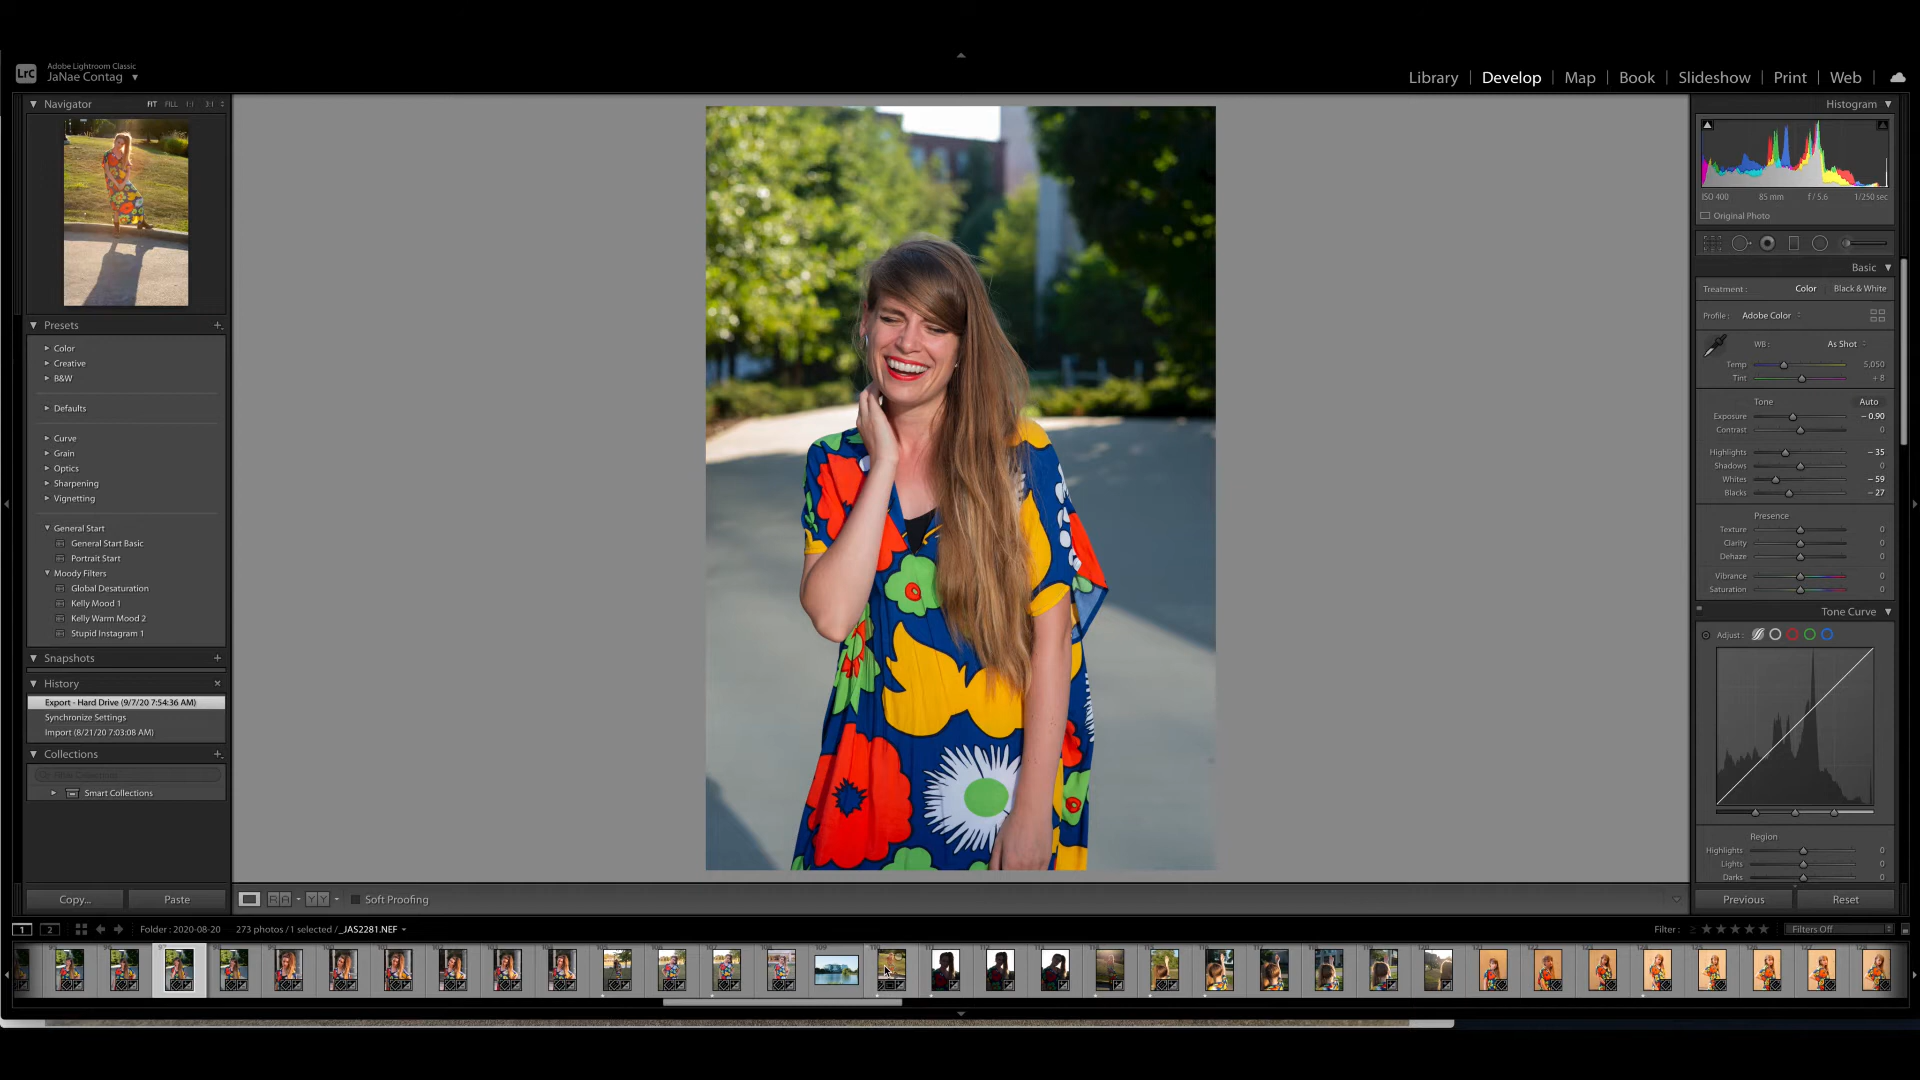 Adobe Lightroom Classic
LrC
JaNae Contag
Library | Develop | Map | Book | Slideshow | Print | Web
Navigator FIT FILL 1:1 3:1
Presets
Color
Creative
B&W
Defaults
Curve
Grain
Optics
Sharpening
Vignetting
General Start
General Start Basic
Portrait Start
Moody Filters
Global Desaturation
Kelly Mood 1
Kelly Warm Mood 2
Stupid Instagram 1
Snapshots
History
Export - Hard Drive (9/7/20 7:54:36 AM)
Synchronize Settings
Import (8/21/20 7:03:08 AM)
Collections
Smart Collections
Copy... Paste
Soft Proofing
Histogram
ISO 400 85 mm f / 5.6 1/250 sec
Original Photo
Basic
Treatment : Color Black & White
Profile : Adobe Color
WB : As Shot
Temp 5,050
Tint + 8
Tone Auto
Exposure − 0.90
Contrast 0
Highlights − 35
Shadows 0
Whites − 59
Blacks − 27
Presence
Texture 0
Clarity 0
Dehaze 0
Vibrance 0
Saturation 0
Tone Curve
Adjust :
Region
Highlights 0
Lights 0
Darks 0
Previous Reset
1 2 Folder : 2020-08-20 273 photos / 1 selected / _JAS2281.NEF
Filter : Filters Off